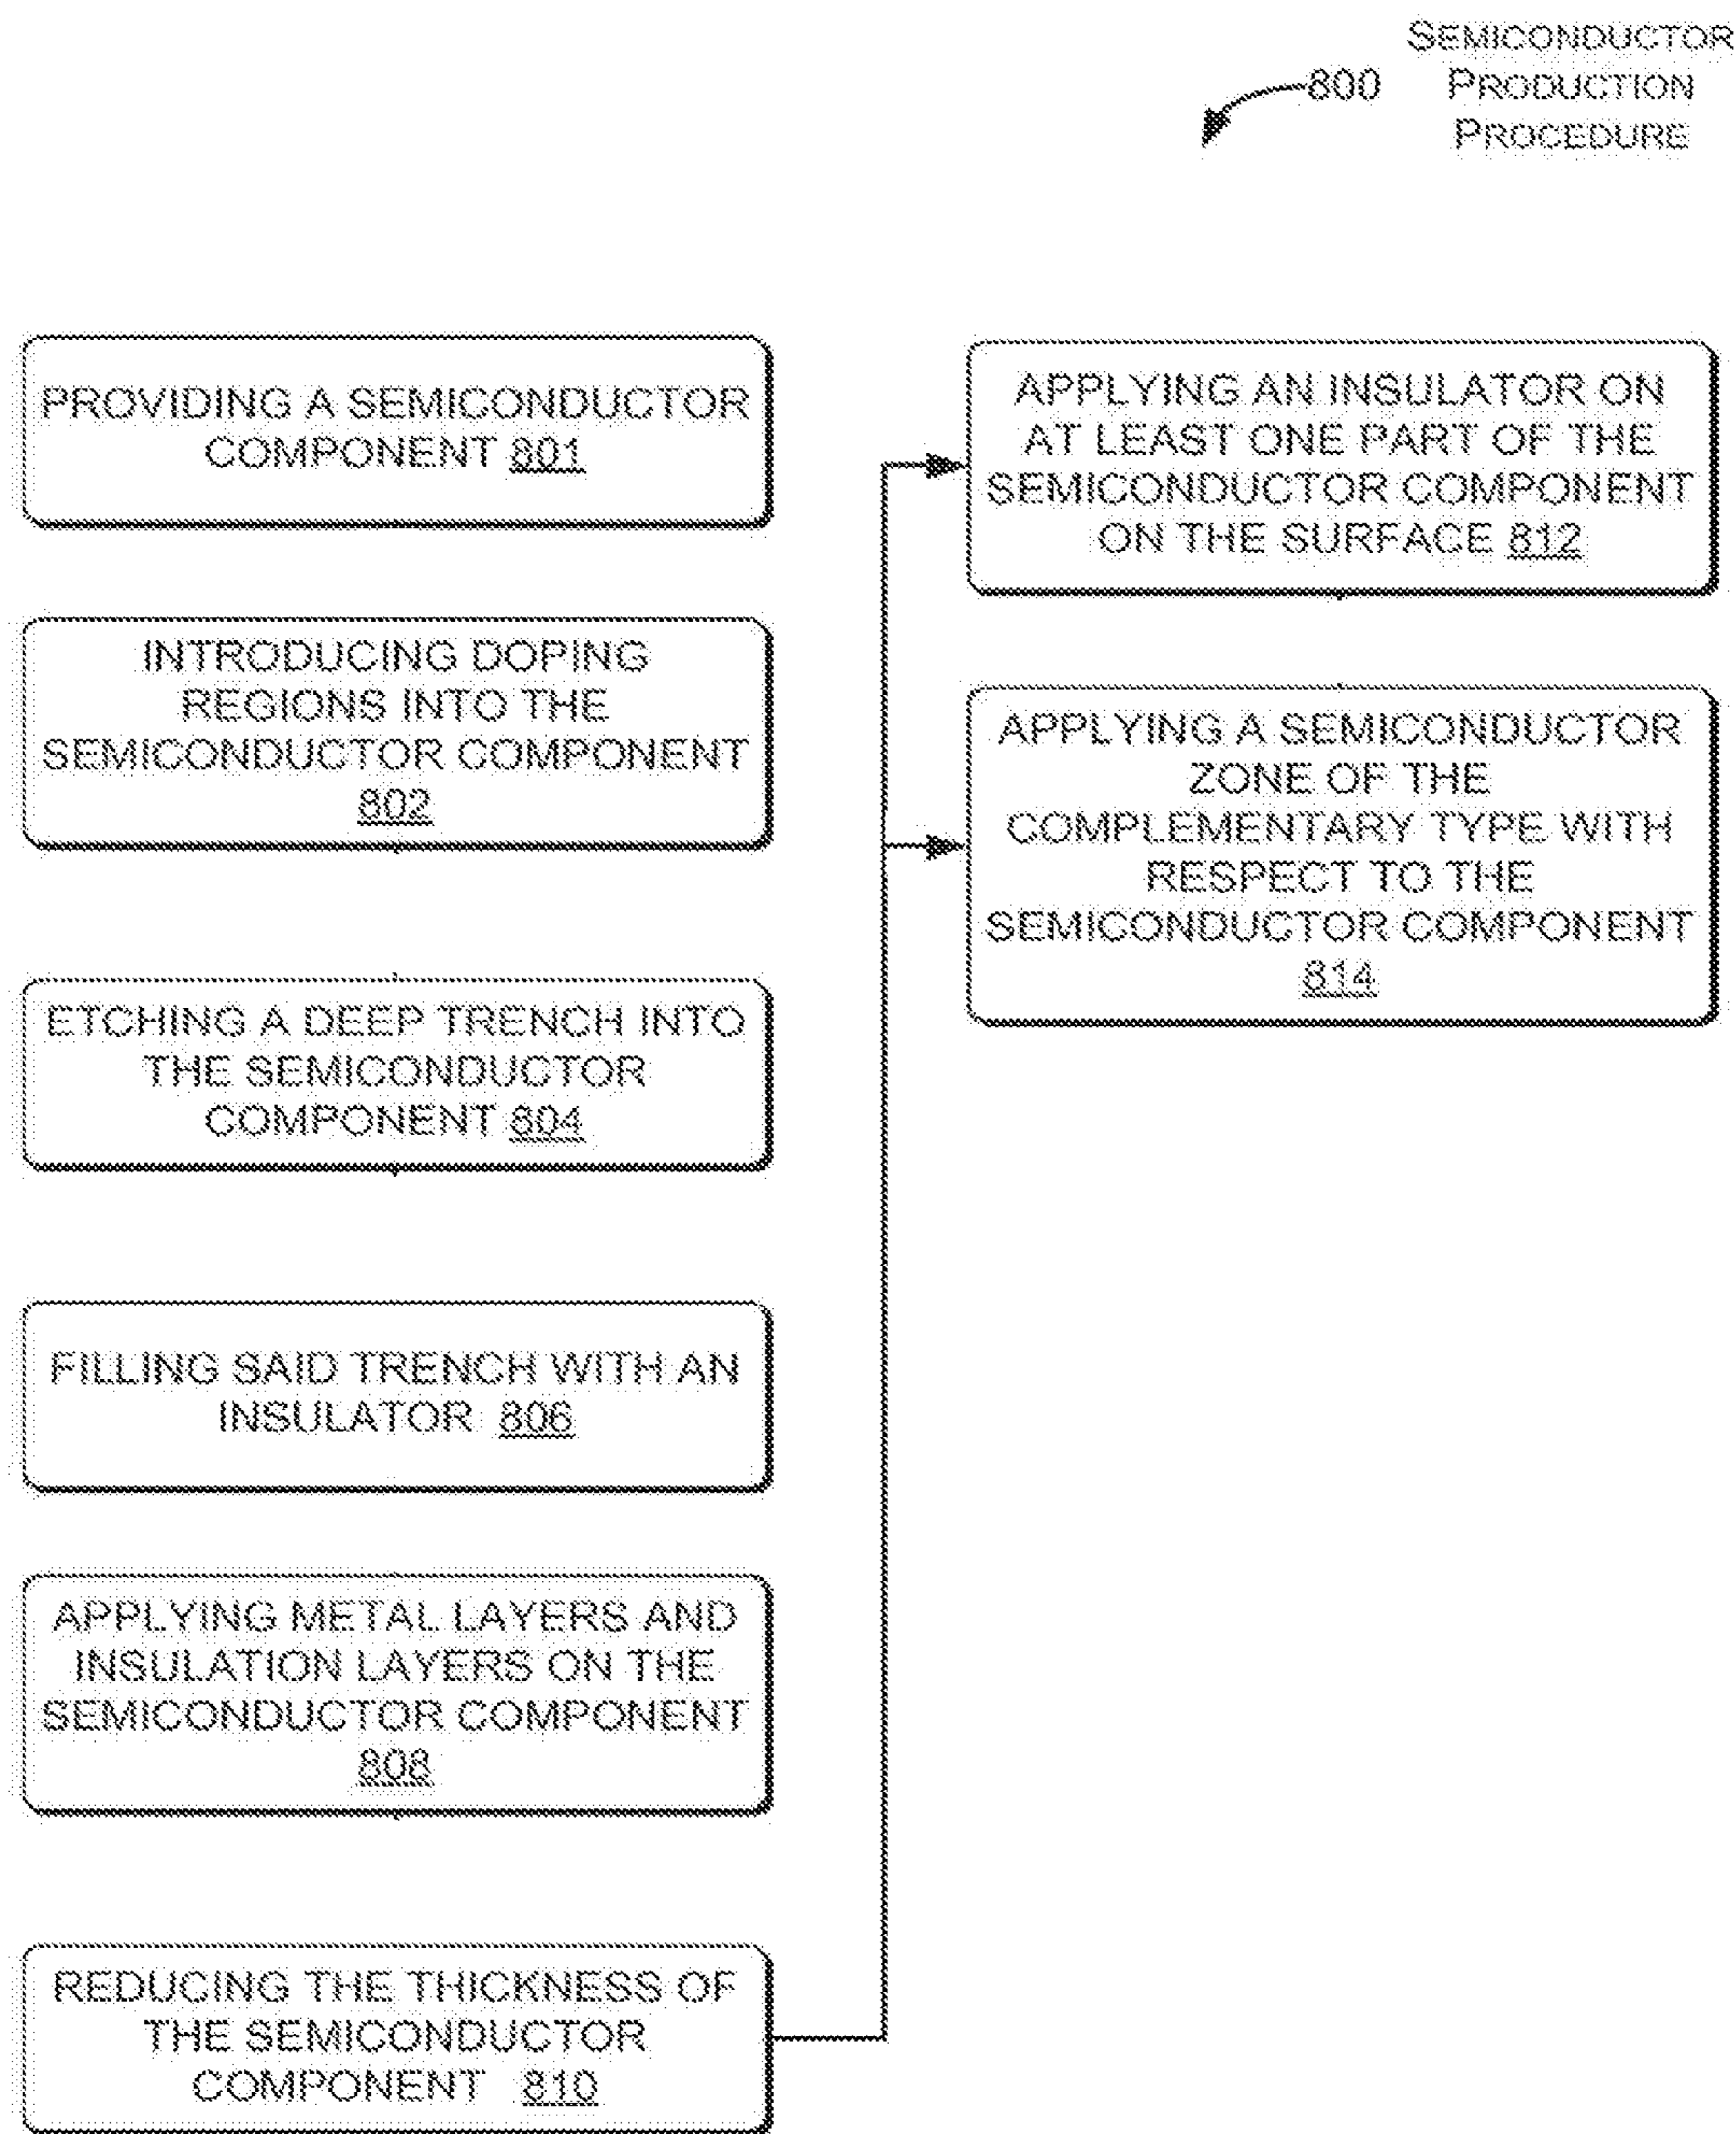 SEMICONDUCTOR
800 PRODUCTION
PROCEDURE
PROVIDING A SEMICONDUCTOR
COMPONENT 801
INTRODUCING DOPING
REGIONS INTO THE
SEMICONDUCTOR COMPONENT
802
ETCHING A DEEP TRENCH INTO
THE SEMICONDUCTOR
COMPONENT 804
FILLING SAID TRENCH WITH AN
INSULATOR 806
APPLYING METAL LAYERS AND
INSULATION LAYERS ON THE
SEMICONDUCTOR COMPONENT
808
REDUCING THE THICKNESS OF
THE SEMICONDUCTOR
COMPONENT 810
APPLYING AN INSULATOR ON
AT LEAST ONE PART OF THE
SEMICONDUCTOR COMPONENT
ON THE SURFACE 812
APPLYING A SEMICONDUCTOR
ZONE OF THE
COMPLEMENTARY TYPE WITH
RESPECT TO THE
SEMICONDUCTOR COMPONENT
814